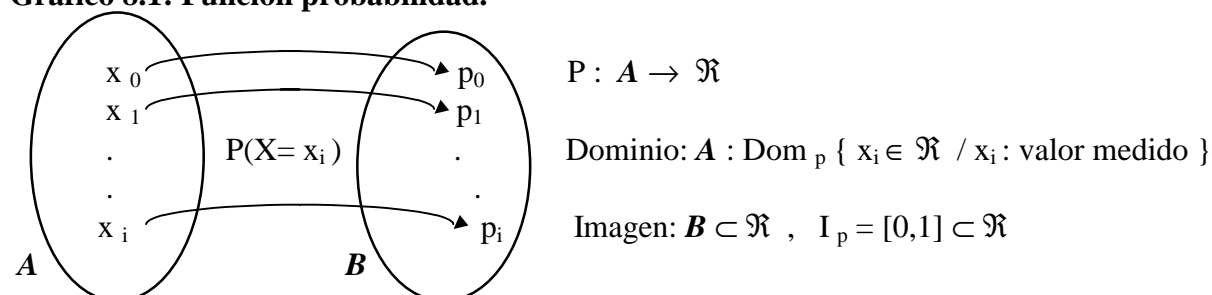 Gráfico 8.1: Función probabilidad.
x 0 p0 P : A → ℜ
x 1 p1
. P(X= xi ) . Dominio: A : Dom p { xi ∈ ℜ / xi : valor medido }
. .
x i pi Imagen: B ⊂ ℜ , I p = [0,1] ⊂ ℜ
A B